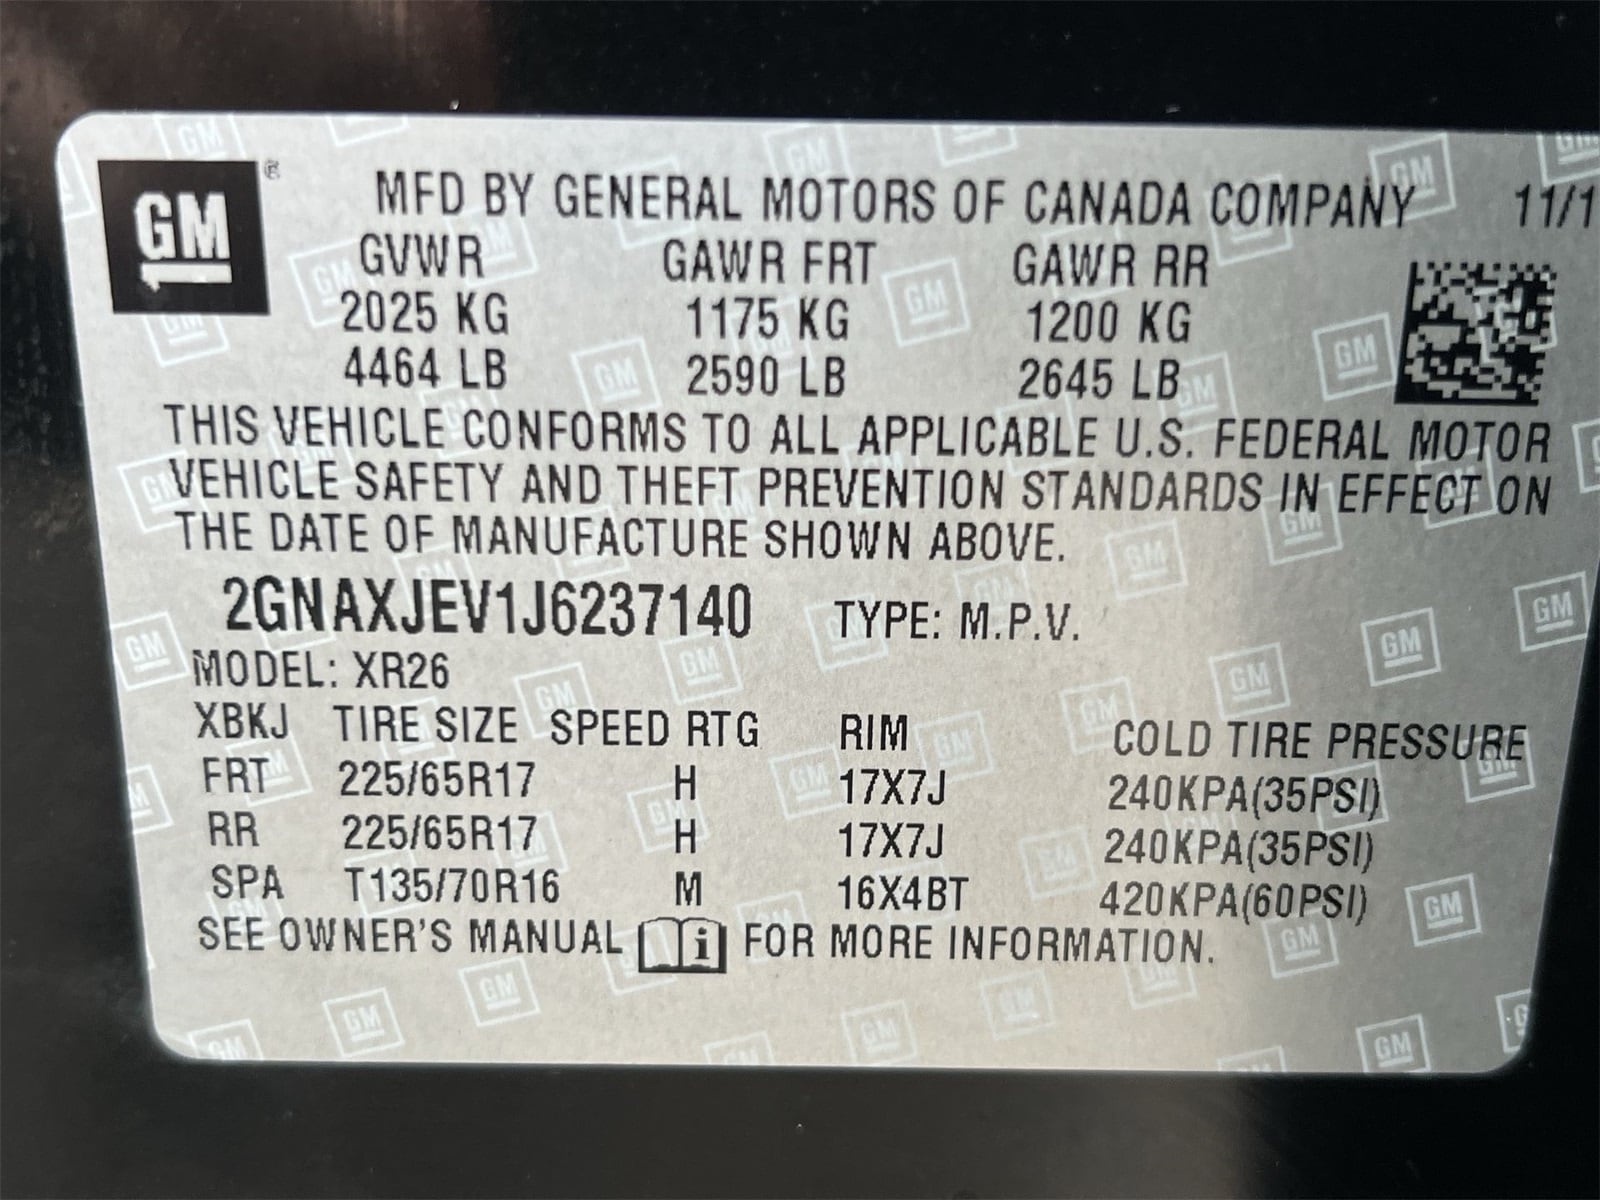 GM
MFD BY GENERAL MOTORS OF CANADA COMPANY 11/1
GVWR GAWR FRT GAWR RR
2025 KG 1175 KG 1200 KG
4464 LB 2590 LB 2645 LB
THIS VEHICLE CONFORMS TO ALL APPLICABLE U.S. FEDERAL MOTOR
VEHICLE SAFETY AND THEFT PREVENTION STANDARDS IN EFFECT ON
THE DATE OF MANUFACTURE SHOWN ABOVE.
2GNAXJEV1J6237140 TYPE: M.P.V.
MODEL: XR26
XBKJ TIRE SIZE SPEED RTG RIM COLD TIRE PRESSURE
FRT 225/65R17 H 17X7J 240KPA(35PSI)
RR 225/65R17 H 17X7J 240KPA(35PSI)
SPA T135/70R16 M 16X4BT 420KPA(60PSI)
SEE OWNER'S MANUAL i FOR MORE INFORMATION.